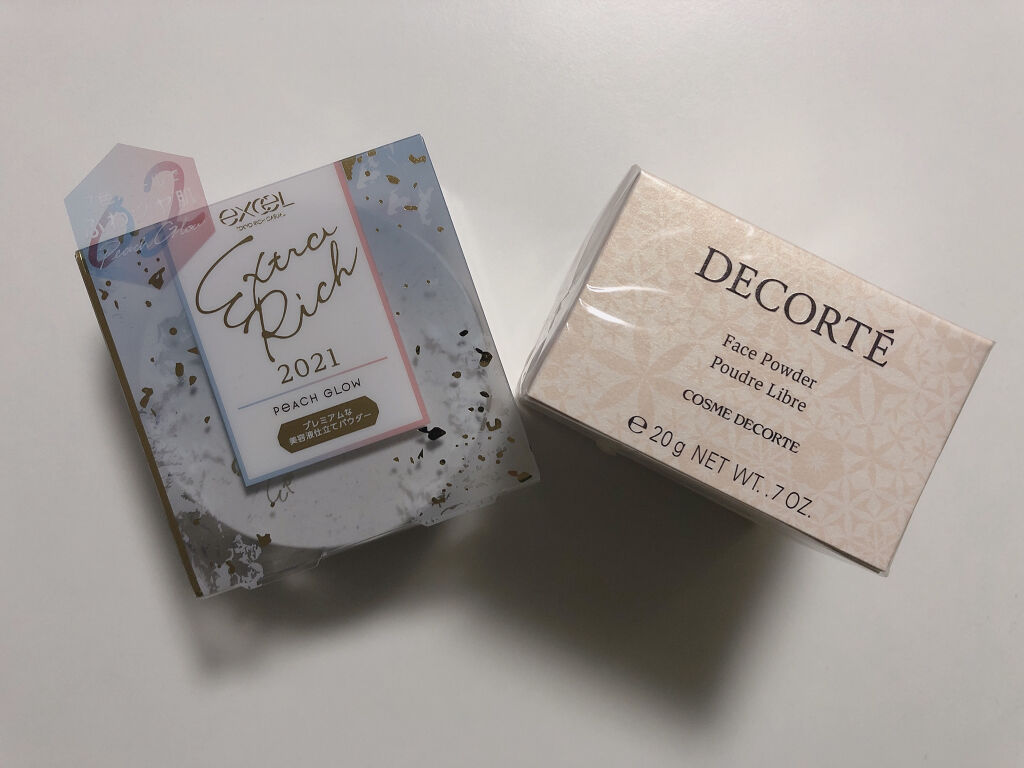 excel
Extra
Rich
2021
PEACH GLOW
プレミアムな
美容液仕立てパウダー
DECORTÉ
Face Powder
Poudre Libre
COSME DECORTE
℮ 20 g NET WT. .7 OZ.